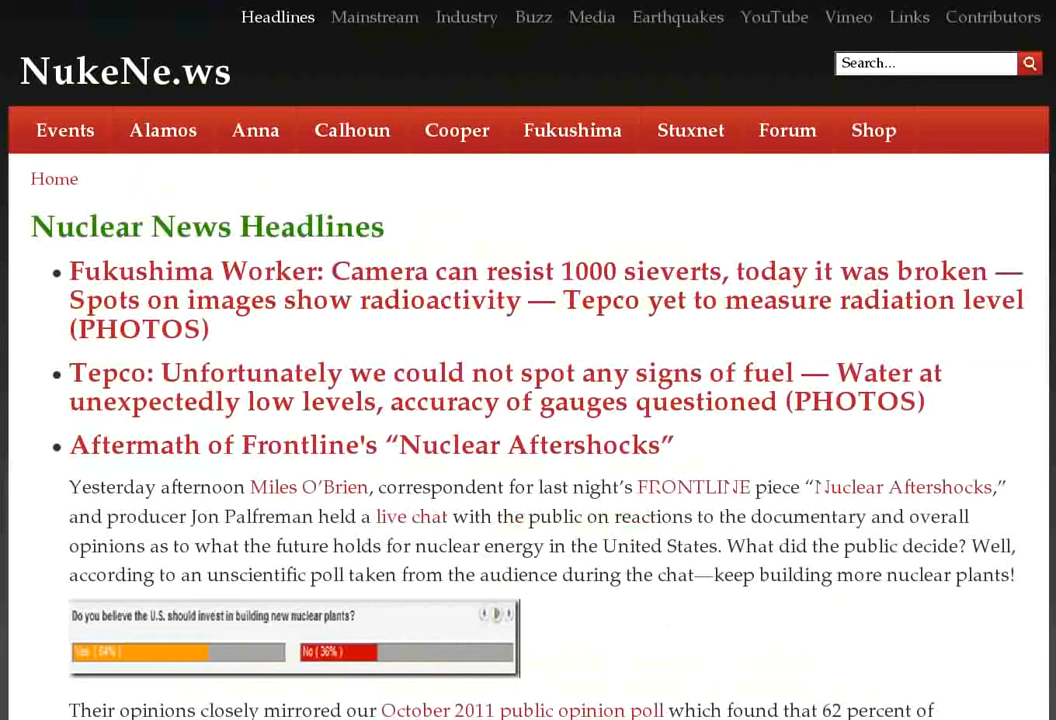 Headlines Mainstream Industry Buzz Media Earthquakes YouTube Vimeo Links Contributors
NukeNe.ws
Search...
Events Alamos Anna Calhoun Cooper Fukushima Stuxnet Forum Shop
Home
Nuclear News Headlines
• Fukushima Worker: Camera can resist 1000 sieverts, today it was broken —
Spots on images show radioactivity — Tepco yet to measure radiation level
(PHOTOS)
• Tepco: Unfortunately we could not spot any signs of fuel — Water at
unexpectedly low levels, accuracy of gauges questioned (PHOTOS)
• Aftermath of Frontline's “Nuclear Aftershocks”
Yesterday afternoon Miles O’Brien, correspondent for last night’s FRONTLINE piece “Nuclear Aftershocks,”
and producer Jon Palfreman held a live chat with the public on reactions to the documentary and overall
opinions as to what the future holds for nuclear energy in the United States. What did the public decide? Well,
according to an unscientific poll taken from the audience during the chat—keep building more nuclear plants!
Do you believe the U.S. should invest in building new nuclear plants?
Yes ( 64% ) No ( 36% )
Their opinions closely mirrored our October 2011 public opinion poll which found that 62 percent of